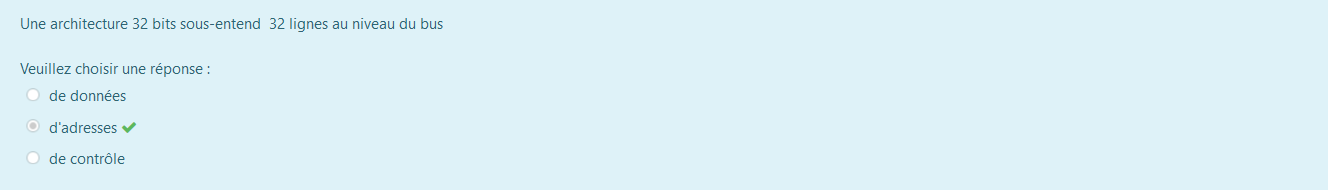 Une architecture 32 bits sous-entend  32 lignes au niveau du bus
Veuillez choisir une réponse :
de données
d'adresses
de contrôle